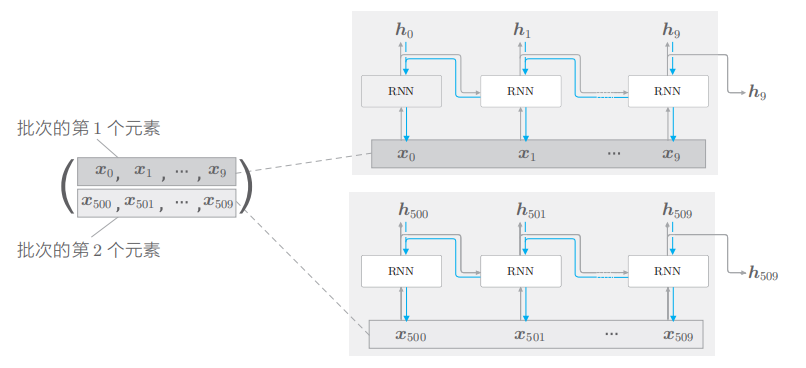 h0 h1 h9
RNN RNN RNN
h9
x0 x1 ··· x9
批次的第 1 个元素
x0, x1, ···, x9
x500, x501, ···, x509
批次的第 2 个元素
h500 h501 h509
RNN RNN RNN
h509
x500 x501 ··· x509